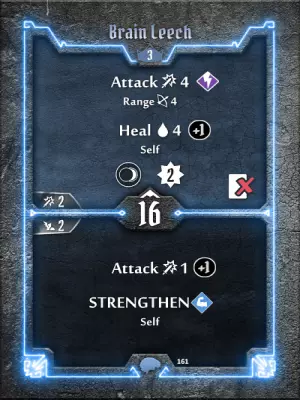 Brain Leech
3
Attack 4
Range 4
Heal 4 +1
Self
2
2
16
2
Attack 1 +1
STRENGTHEN
Self
161